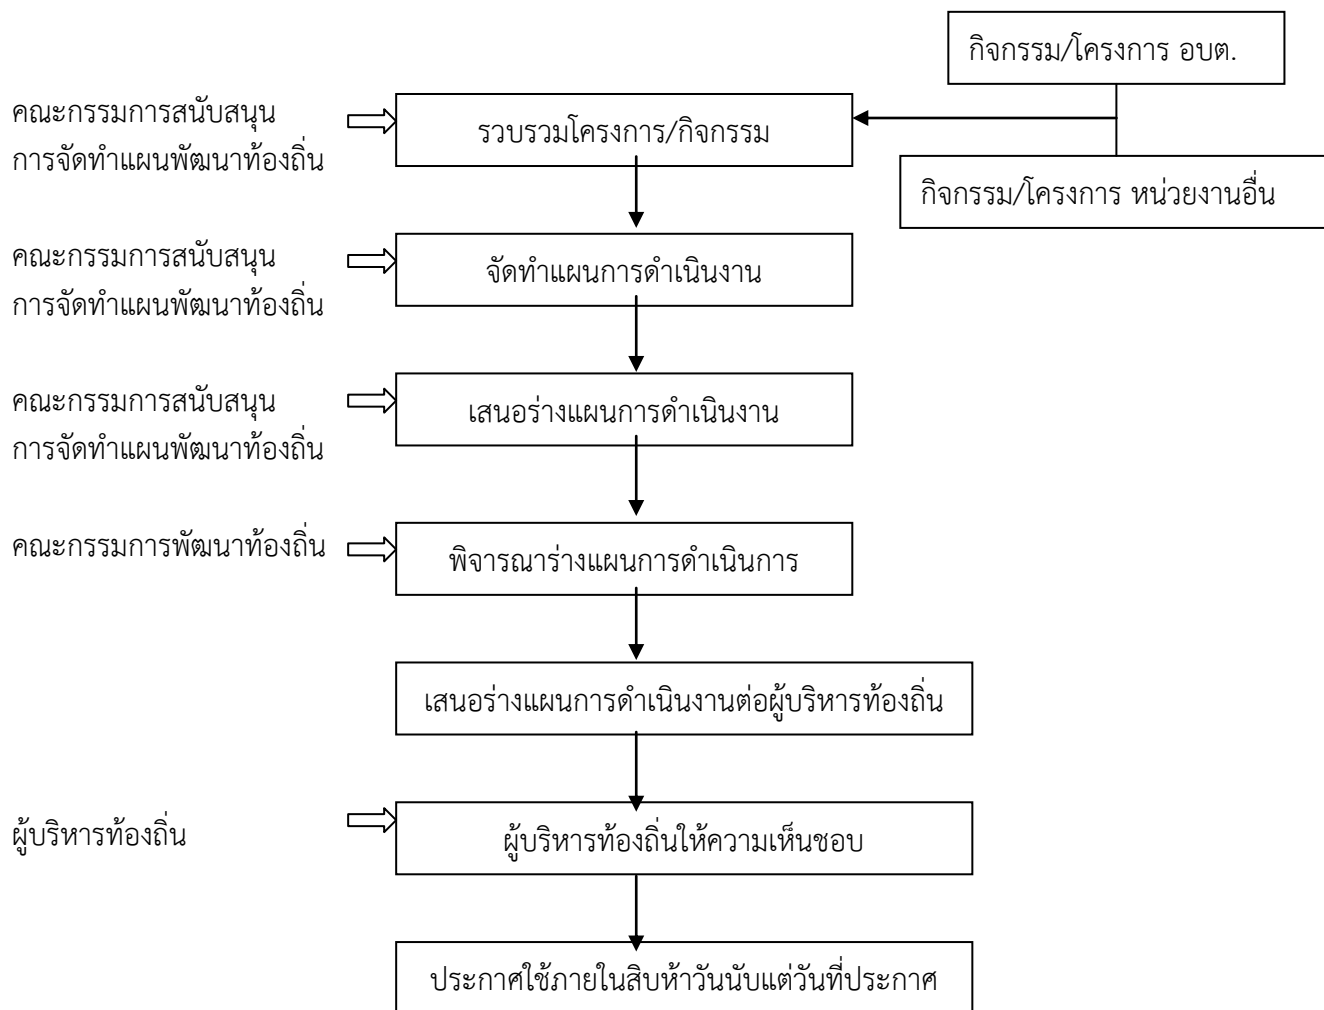 กิจกรรม/โครงการ อบต.
คณะกรรมการสนับสนุน
การจัดทำแผนพัฒนาท้องถิ่น
รวบรวมโครงการ/กิจกรรม
กิจกรรม/โครงการ หน่วยงานอื่น
คณะกรรมการสนับสนุน
การจัดทำแผนพัฒนาท้องถิ่น
จัดทำแผนการดำเนินงาน
คณะกรรมการสนับสนุน
การจัดทำแผนพัฒนาท้องถิ่น
เสนอร่างแผนการดำเนินงาน
คณะกรรมการพัฒนาท้องถิ่น
พิจารณาร่างแผนการดำเนินการ
เสนอร่างแผนการดำเนินงานต่อผู้บริหารท้องถิ่น
ผู้บริหารท้องถิ่น
ผู้บริหารท้องถิ่นให้ความเห็นชอบ
ประกาศใช้ภายในสิบห้าวันนับแต่วันที่ประกาศ